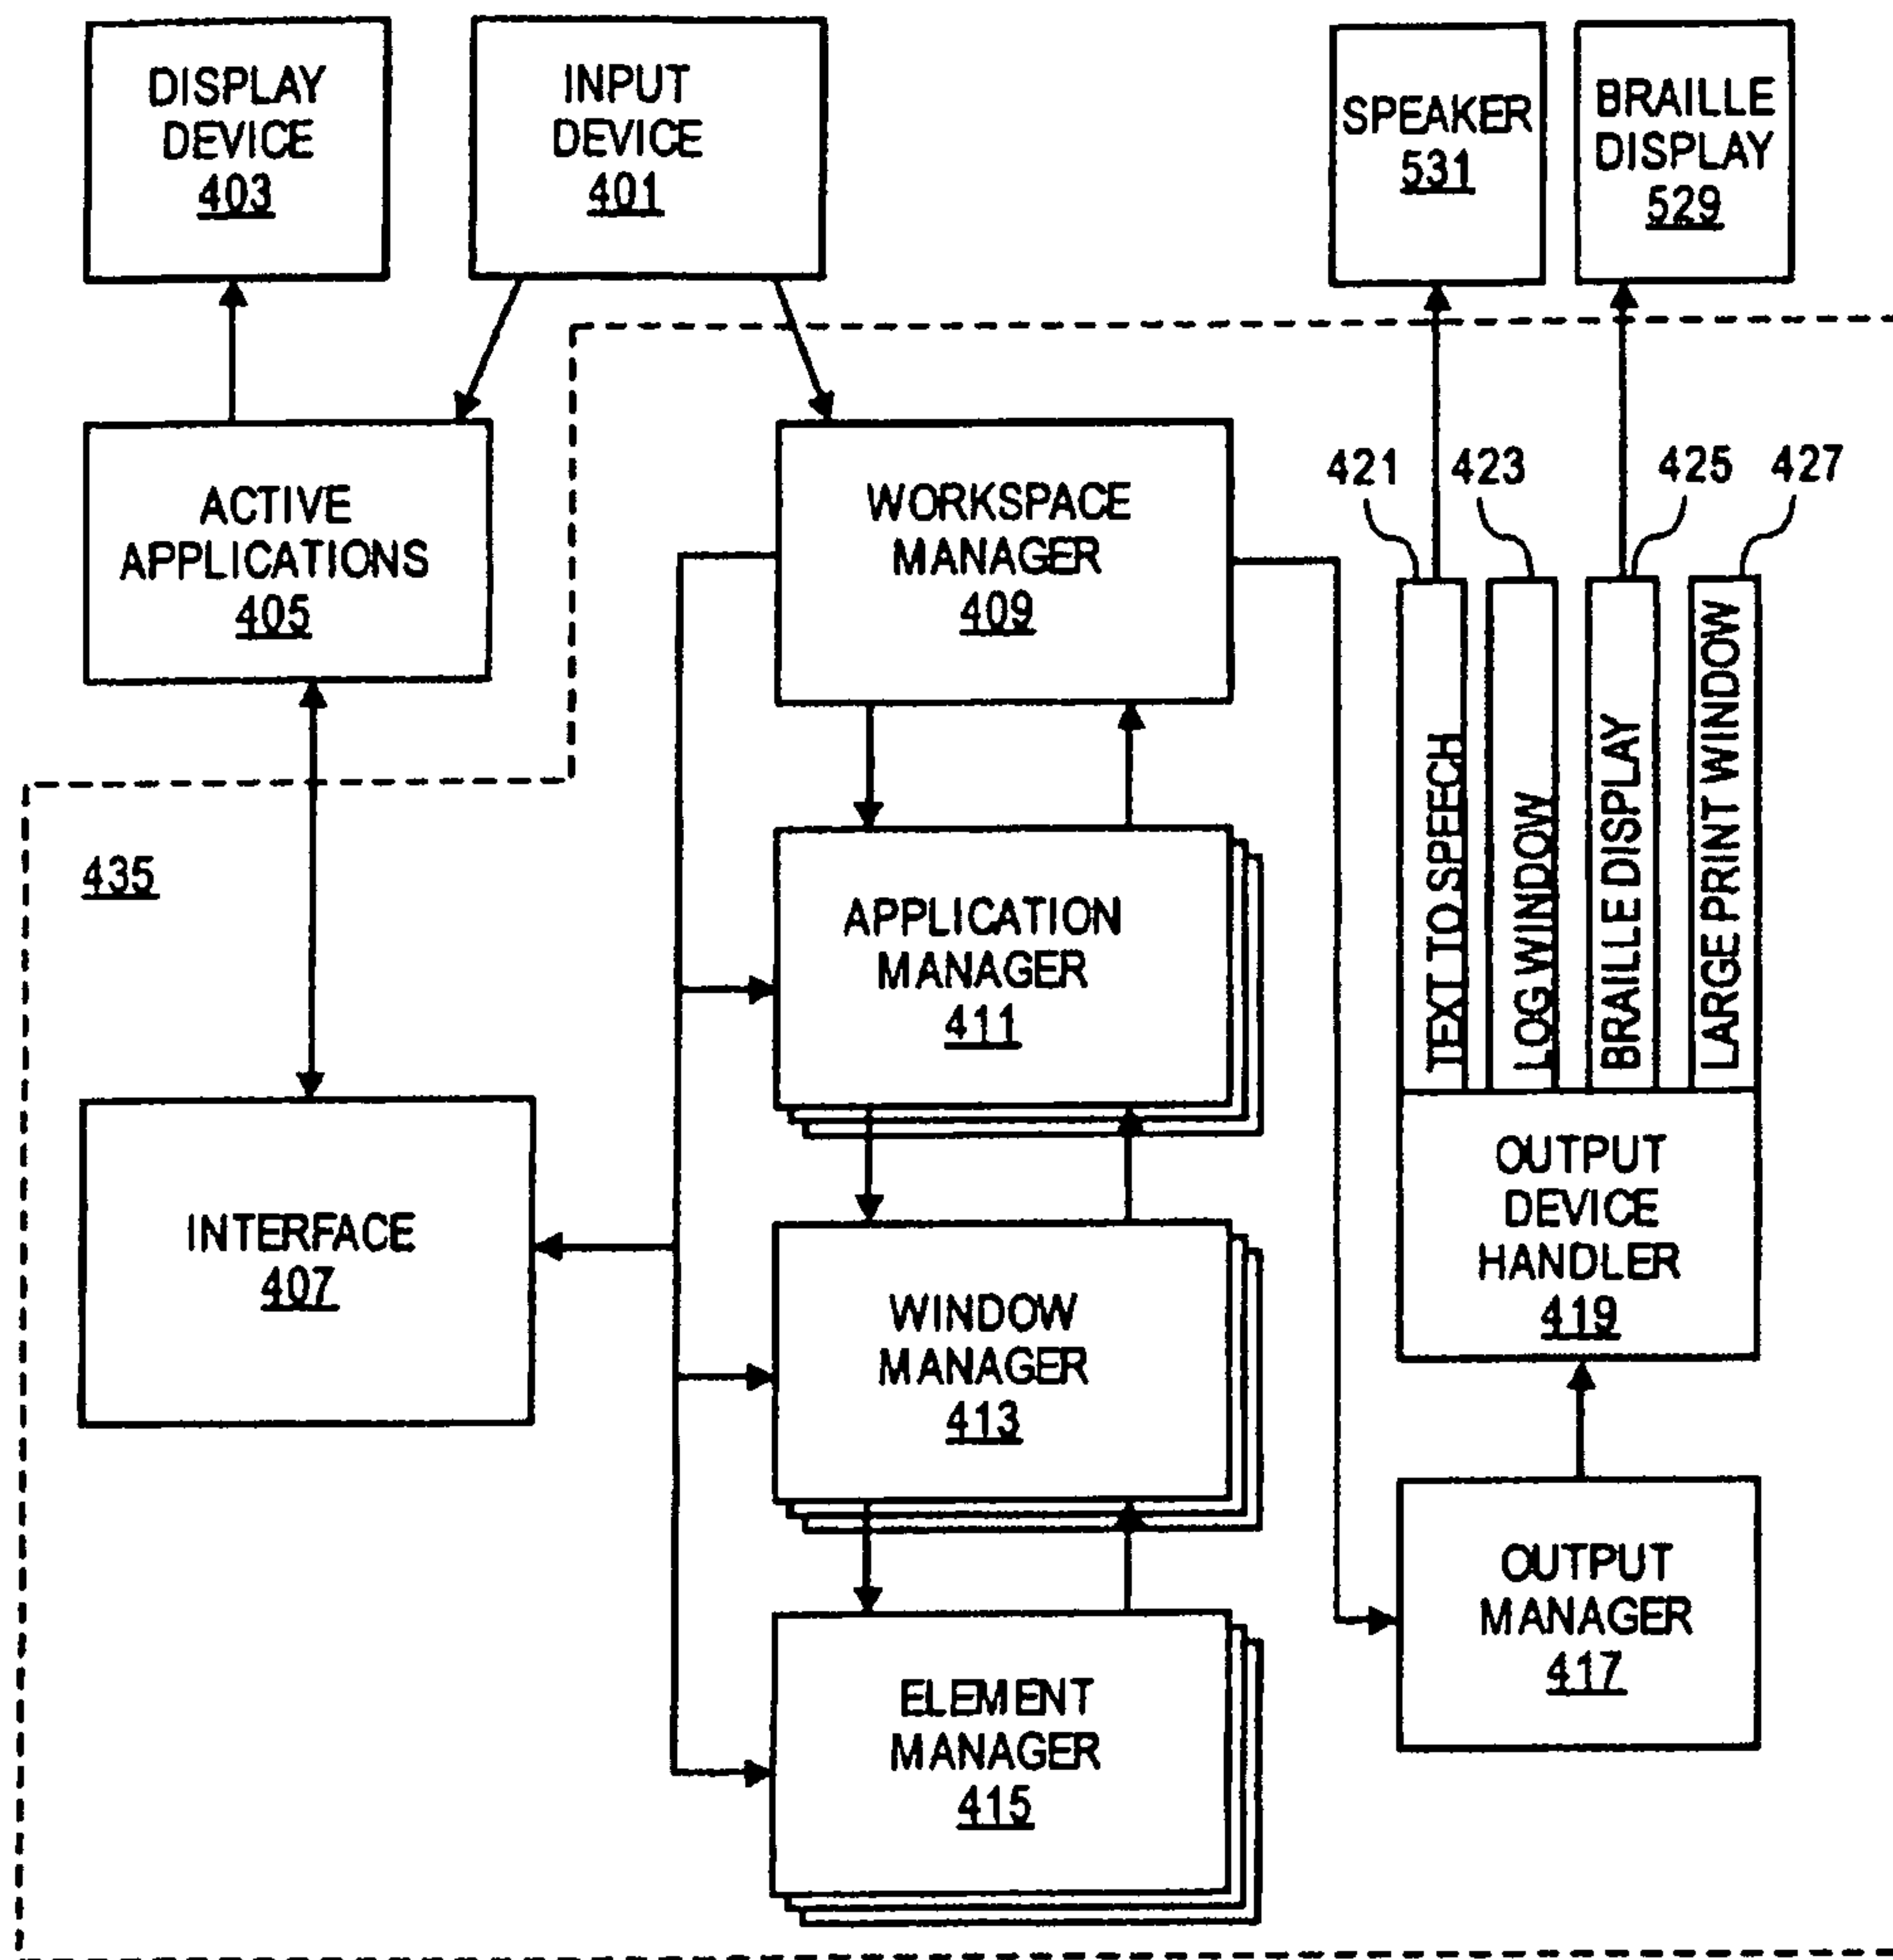 DISPLAY
DEVICE
403
INPUT
DEVICE
401
SPEAKER
531
BRAILLE
DISPLAY
529
ACTIVE
APPLICATIONS
405
WORKSPACE
MANAGER
409
421
423
425
427
TEXT TO SPEECH
LOG WINDOW
BRAILLE DISPLAY
LARGE PRINT WINDOW
435
APPLICATION
MANAGER
411
INTERFACE
407
OUTPUT
DEVICE
HANDLER
419
WINDOW
MANAGER
413
OUTPUT
MANAGER
417
ELEMENT
MANAGER
415